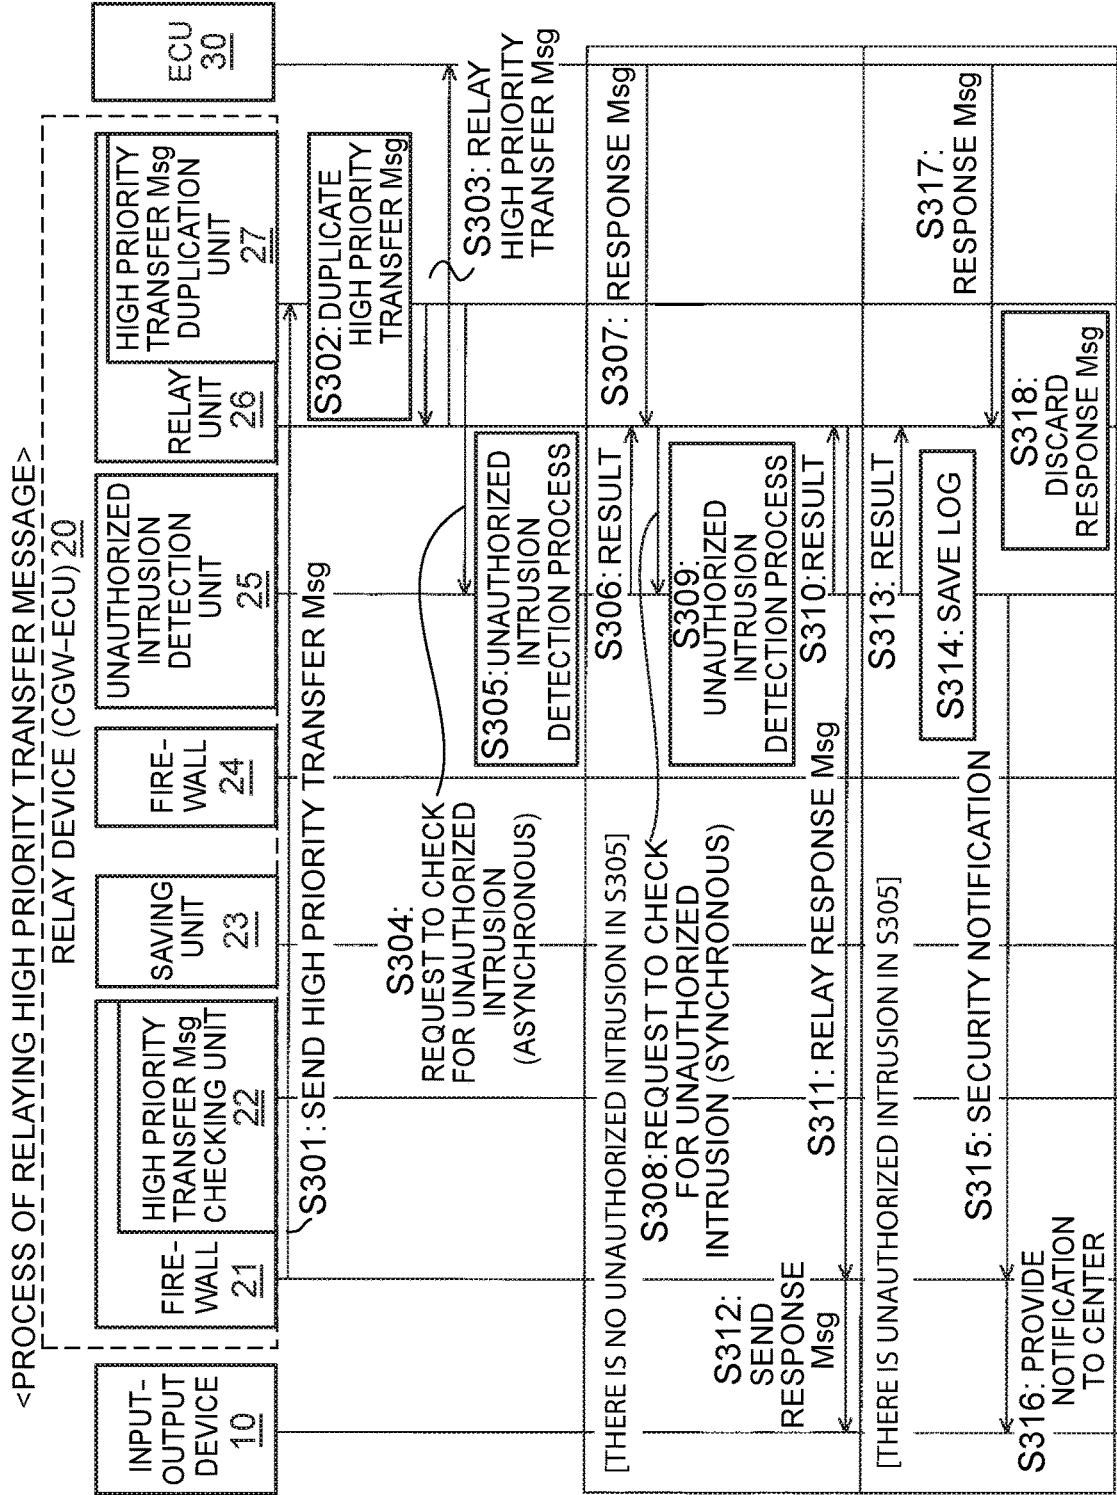 <PROCESS OF RELAYING HIGH PRIORITY TRANSFER MESSAGE>
RELAY DEVICE (CGW-ECU) 20
INPUT-
OUTPUT
DEVICE
10
FIRE-
WALL
21
HIGH PRIORITY
TRANSFER Msg
CHECKING UNIT
22
SAVING
UNIT
23
FIRE-
WALL
24
UNAUTHORIZED
INTRUSION
DETECTION
UNIT
25
RELAY
UNIT
26
HIGH PRIORITY
TRANSFER Msg
DUPLICATION
UNIT
27
ECU
30
S301: SEND HIGH PRIORITY TRANSFER Msg
S302: DUPLICATE
HIGH PRIORITY
TRANSFER Msg
S303: RELAY
HIGH PRIORITY
TRANSFER Msg
S304:
REQUEST TO CHECK
FOR UNAUTHORIZED
INTRUSION
(ASYNCHRONOUS)
S305:UNAUTHORIZED
INTRUSION
DETECTION PROCESS
[THERE IS NO UNAUTHORIZED INTRUSION IN S305]
S306: RESULT
S307: RESPONSE Msg
S308:REQUEST TO CHECK
FOR UNAUTHORIZED
INTRUSION (SYNCHRONOUS)
S309:
UNAUTHORIZED
INTRUSION
DETECTION PROCESS
S310:RESULT
S311: RELAY RESPONSE Msg
S312:
SEND
RESPONSE
Msg
[THERE IS UNAUTHORIZED INTRUSION IN S305]
S313: RESULT
S314: SAVE LOG
S315: SECURITY NOTIFICATION
S316: PROVIDE
NOTIFICATION
TO CENTER
S317:
RESPONSE Msg
S318:
DISCARD
RESPONSE Msg